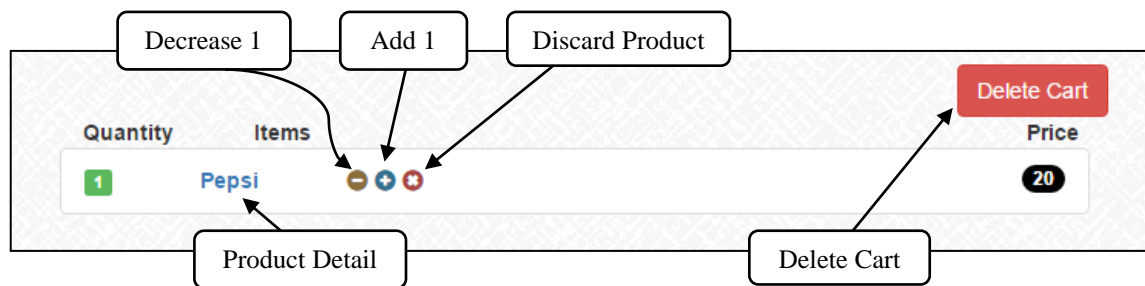 Decrease 1 Add 1 Discard Product
Delete Cart
Quantity Items Price
1 Pepsi 20
Product Detail Delete Cart